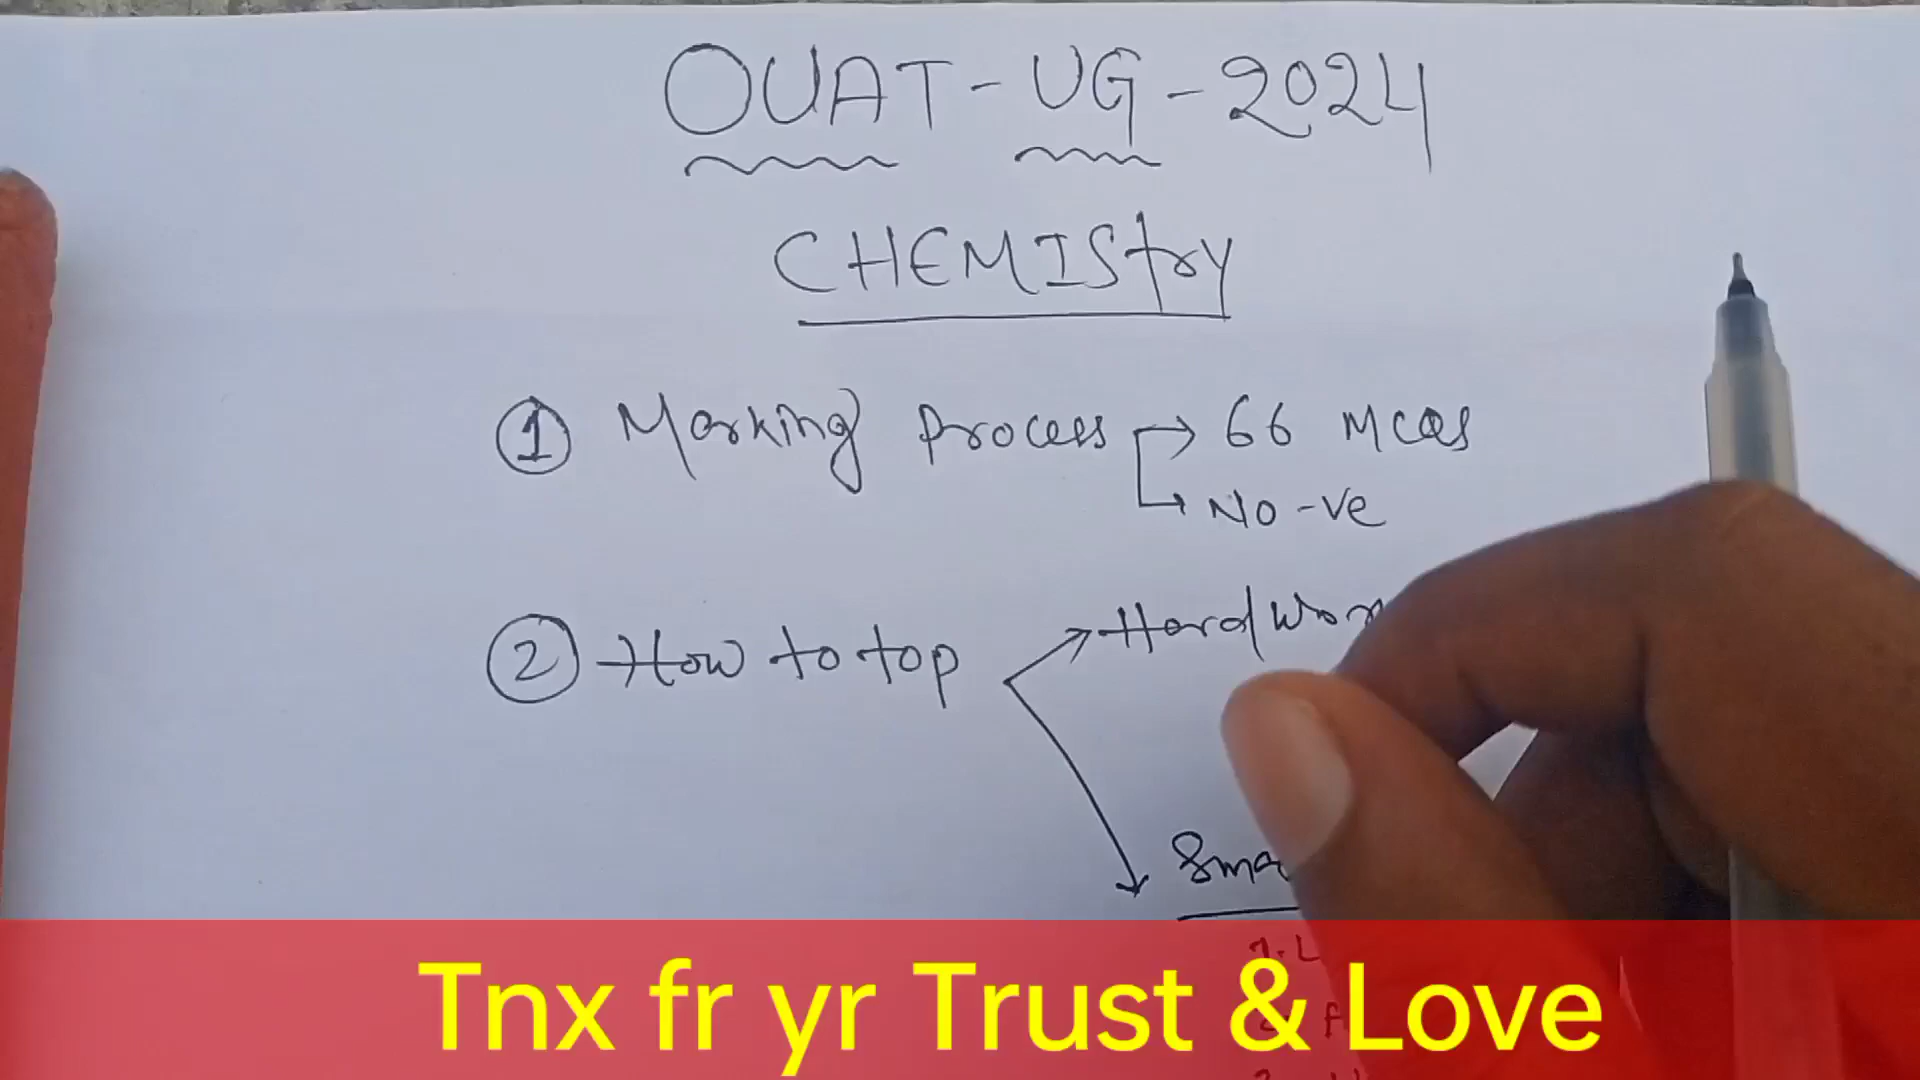 OUAT-UG-2024
CHEMIStry
① Marking Process → 66 MCQs
→ No -ve
② How to top → Hard
Tnx fr yr Trust & Love